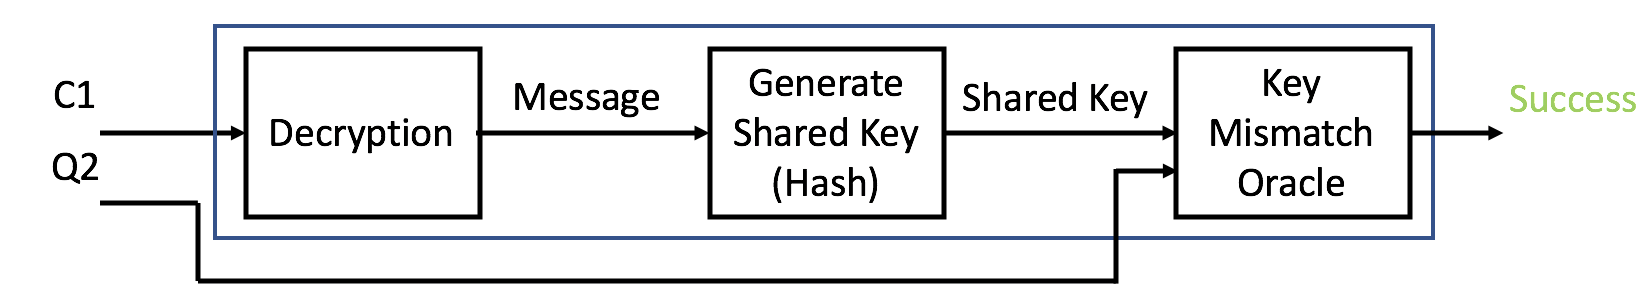 C1
Q2
Decryption
Message
Generate
Shared Key
(Hash)
Shared Key
Key
Mismatch
Oracle
Success